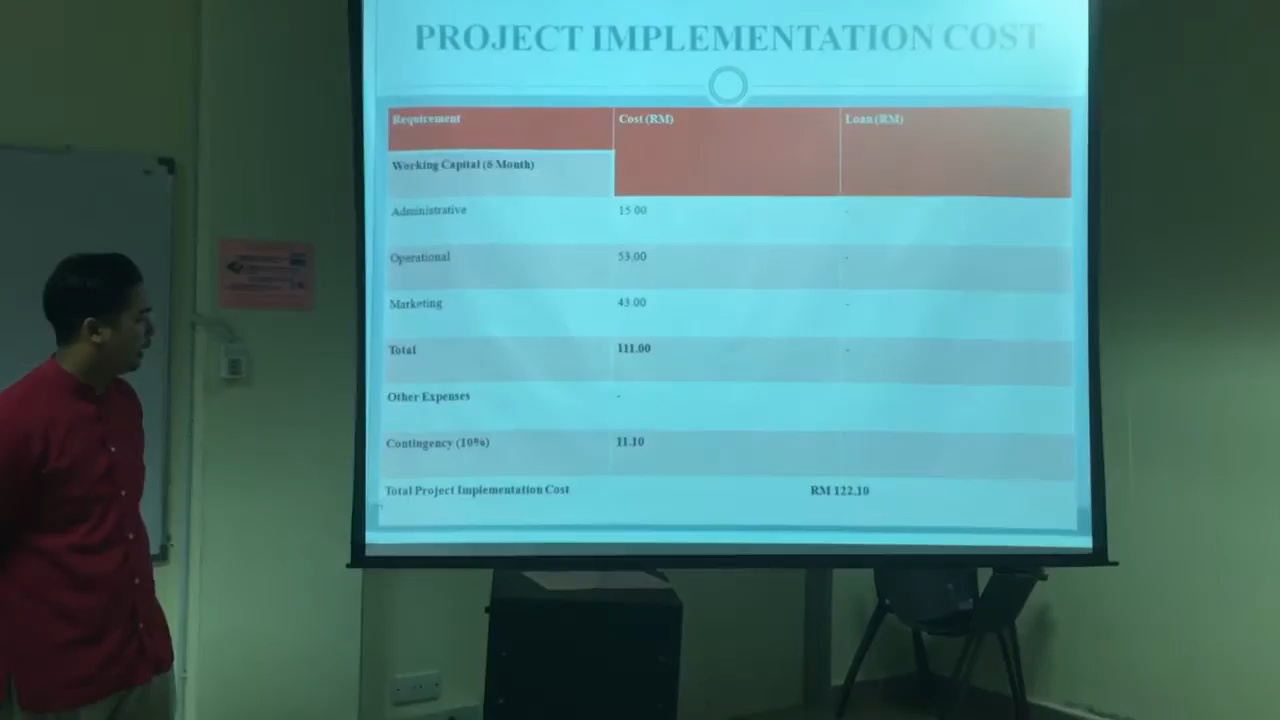 PROJECT IMPLEMENTATION COST
Requirement Cost (RM) Loan (RM)
Working Capital (6 Month)
Administrative 15.00 -
Operational 53.00 -
Marketing 43.00 -
Total 111.00 -
Other Expenses -
Contingency (10%) 11.10
Total Project Implementation Cost RM 122.10